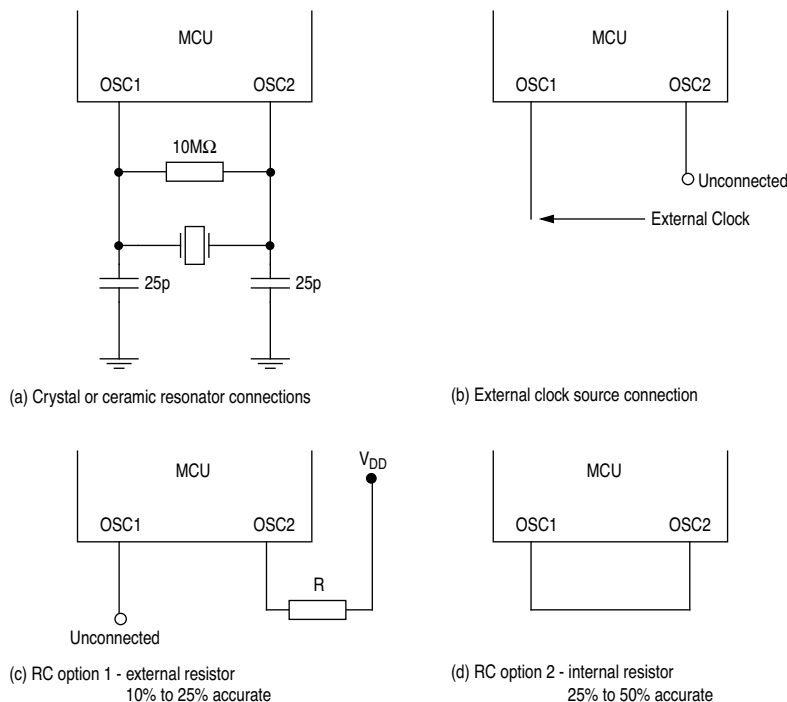 MCU
OSC1 OSC2
10MΩ
25p 25p
(a) Crystal or ceramic resonator connections
MCU
OSC1 OSC2
Unconnected
External Clock
(b) External clock source connection
MCU
OSC1 OSC2
VDD
R
Unconnected
(c) RC option 1 - external resistor
10% to 25% accurate
MCU
OSC1 OSC2
(d) RC option 2 - internal resistor
25% to 50% accurate